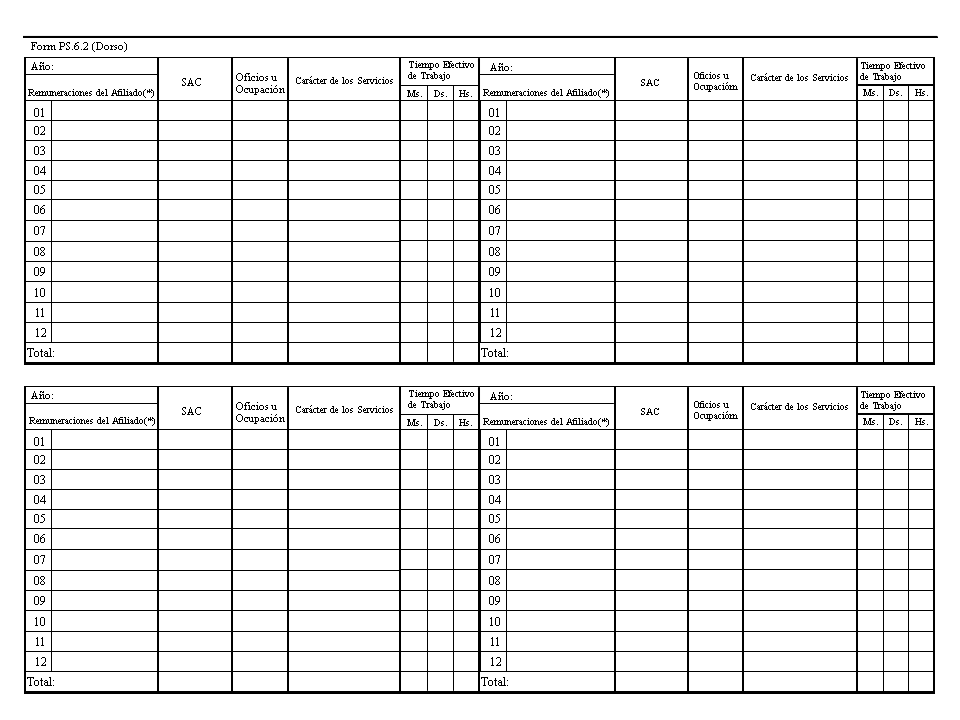 Form PS.6.2 (Dorso)
Año:
Remuneraciones del Afiliado(*)
SAC
Oficios u
Ocupación
Carácter de los Servicios
Tiempo Efectivo
de Trabajo
Ms. Ds. Hs.
Año:
Remuneraciones del Afiliado(*)
SAC
Oficios u
Ocupacióm
Carácter de los Servicios
Tiempo Efectivo
de Trabajo
Ms. Ds. Hs.
01 01
02 02
03 03
04 04
05 05
06 06
07 07
08 08
09 09
10 10
11 11
12 12
Total: Total:
Año:
Remuneraciones del Afiliado(*)
SAC
Oficios u
Ocupación
Carácter de los Servicios
Tiempo Efectivo
de Trabajo
Ms. Ds. Hs.
Año:
Remuneraciones del Afiliado(*)
SAC
Oficios u
Ocupacióm
Carácter de los Servicios
Tiempo Efectivo
de Trabajo
Ms. Ds. Hs.
01 01
02 02
03 03
04 04
05 05
06 06
07 07
08 08
09 09
10 10
11 11
12 12
Total: Total: